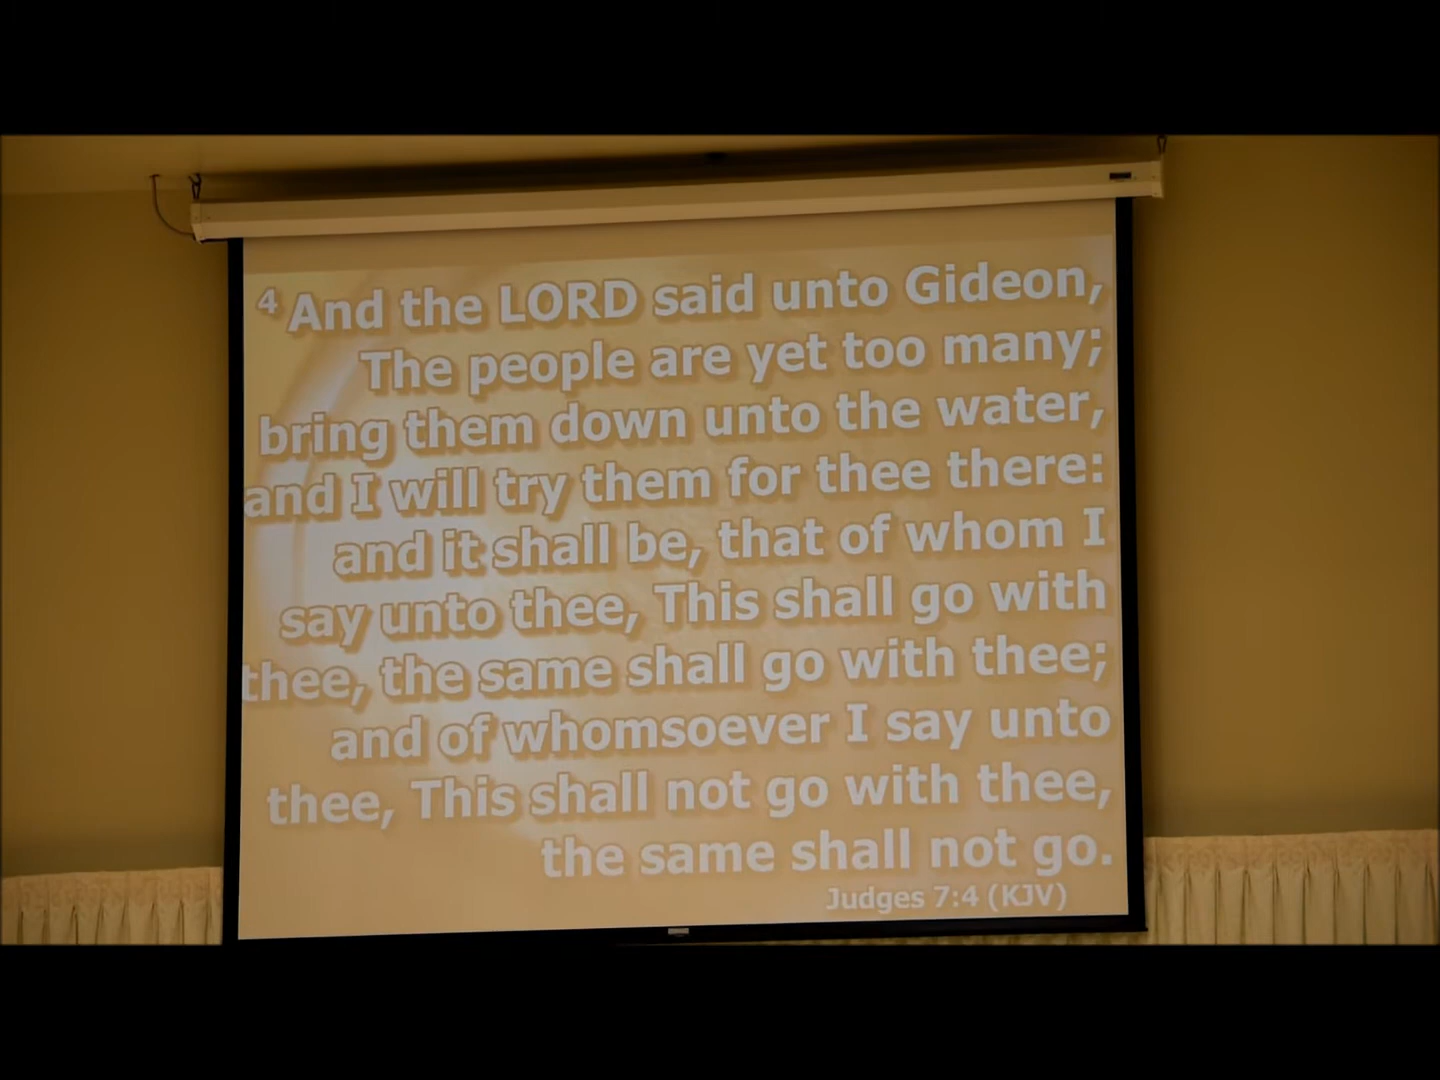 4 And the LORD said unto Gideon,
The people are yet too many;
bring them down unto the water,
and I will try them for thee there:
and it shall be, that of whom I
say unto thee, This shall go with
thee, the same shall go with thee;
and of whomsoever I say unto
thee, This shall not go with thee,
the same shall not go.
Judges 7:4 (KJV)